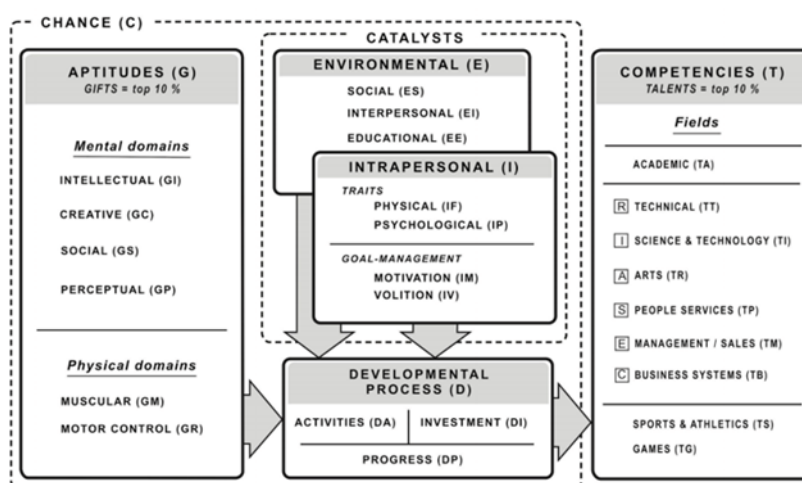 CHANCE (C)
CATALYSTS
APTITUDES (G)
GIFTS = top 10 %
Mental domains
INTELLECTUAL (GI)
CREATIVE (GC)
SOCIAL (GS)
PERCEPTUAL (GP)
Physical domains
MUSCULAR (GM)
MOTOR CONTROL (GR)
ENVIRONMENTAL (E)
SOCIAL (ES)
INTERPERSONAL (EI)
EDUCATIONAL (EE)
INTRAPERSONAL (I)
TRAITS
PHYSICAL (IF)
PSYCHOLOGICAL (IP)
GOAL-MANAGEMENT
MOTIVATION (IM)
VOLITION (IV)
DEVELOPMENTAL
PROCESS (D)
ACTIVITIES (DA) INVESTMENT (DI)
PROGRESS (DP)
COMPETENCIES (T)
TALENTS = top 10 %
Fields
ACADEMIC (TA)
R TECHNICAL (TT)
I SCIENCE & TECHNOLOGY (TI)
A ARTS (TR)
S PEOPLE SERVICES (TP)
E MANAGEMENT / SALES (TM)
C BUSINESS SYSTEMS (TB)
SPORTS & ATHLETICS (TS)
GAMES (TG)